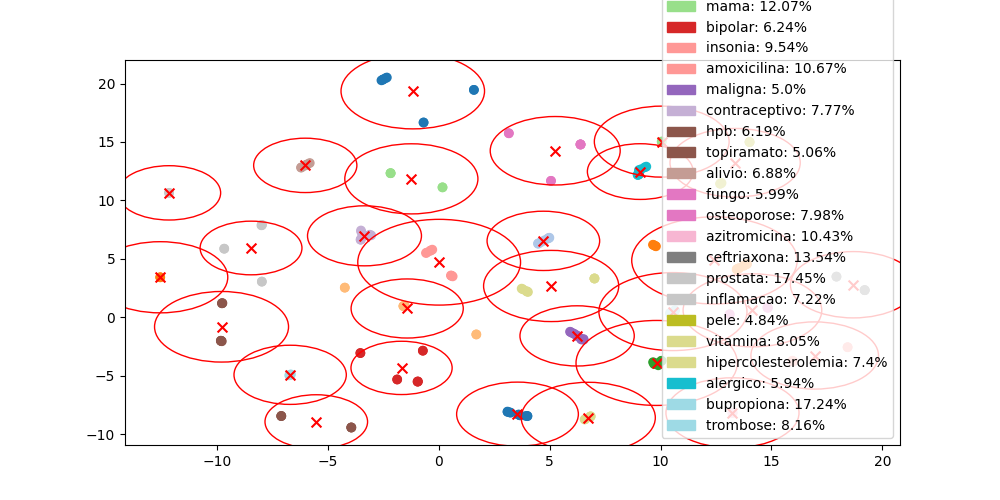 mama: 12.07%
bipolar: 6.24%
insonia: 9.54%
amoxicilina: 10.67%
maligna: 5.0%
contraceptivo: 7.77%
hpb: 6.19%
topiramato: 5.06%
alivio: 6.88%
fungo: 5.99%
osteoporose: 7.98%
azitromicina: 10.43%
ceftriaxona: 13.54%
prostata: 17.45%
inflamacao: 7.22%
pele: 4.84%
vitamina: 8.05%
hipercolesterolemia: 7.4%
alergico: 5.94%
bupropiona: 17.24%
trombose: 8.16%
20
15
10
5
0
−5
−10
−10 −5 0 5 10 15 20